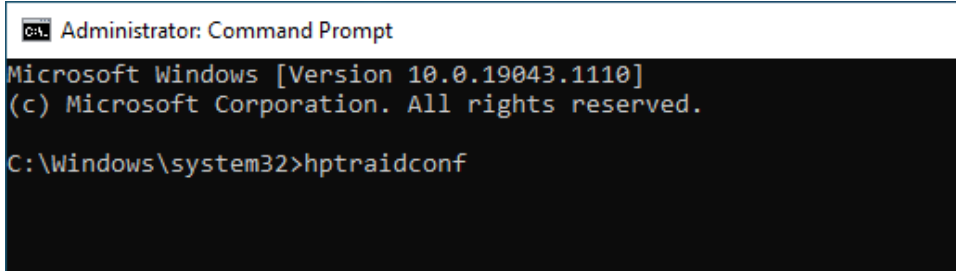 Administrator: Command Prompt
Microsoft Windows [Version 10.0.19043.1110]
(c) Microsoft Corporation. All rights reserved.
C:\Windows\system32>hptraidconf